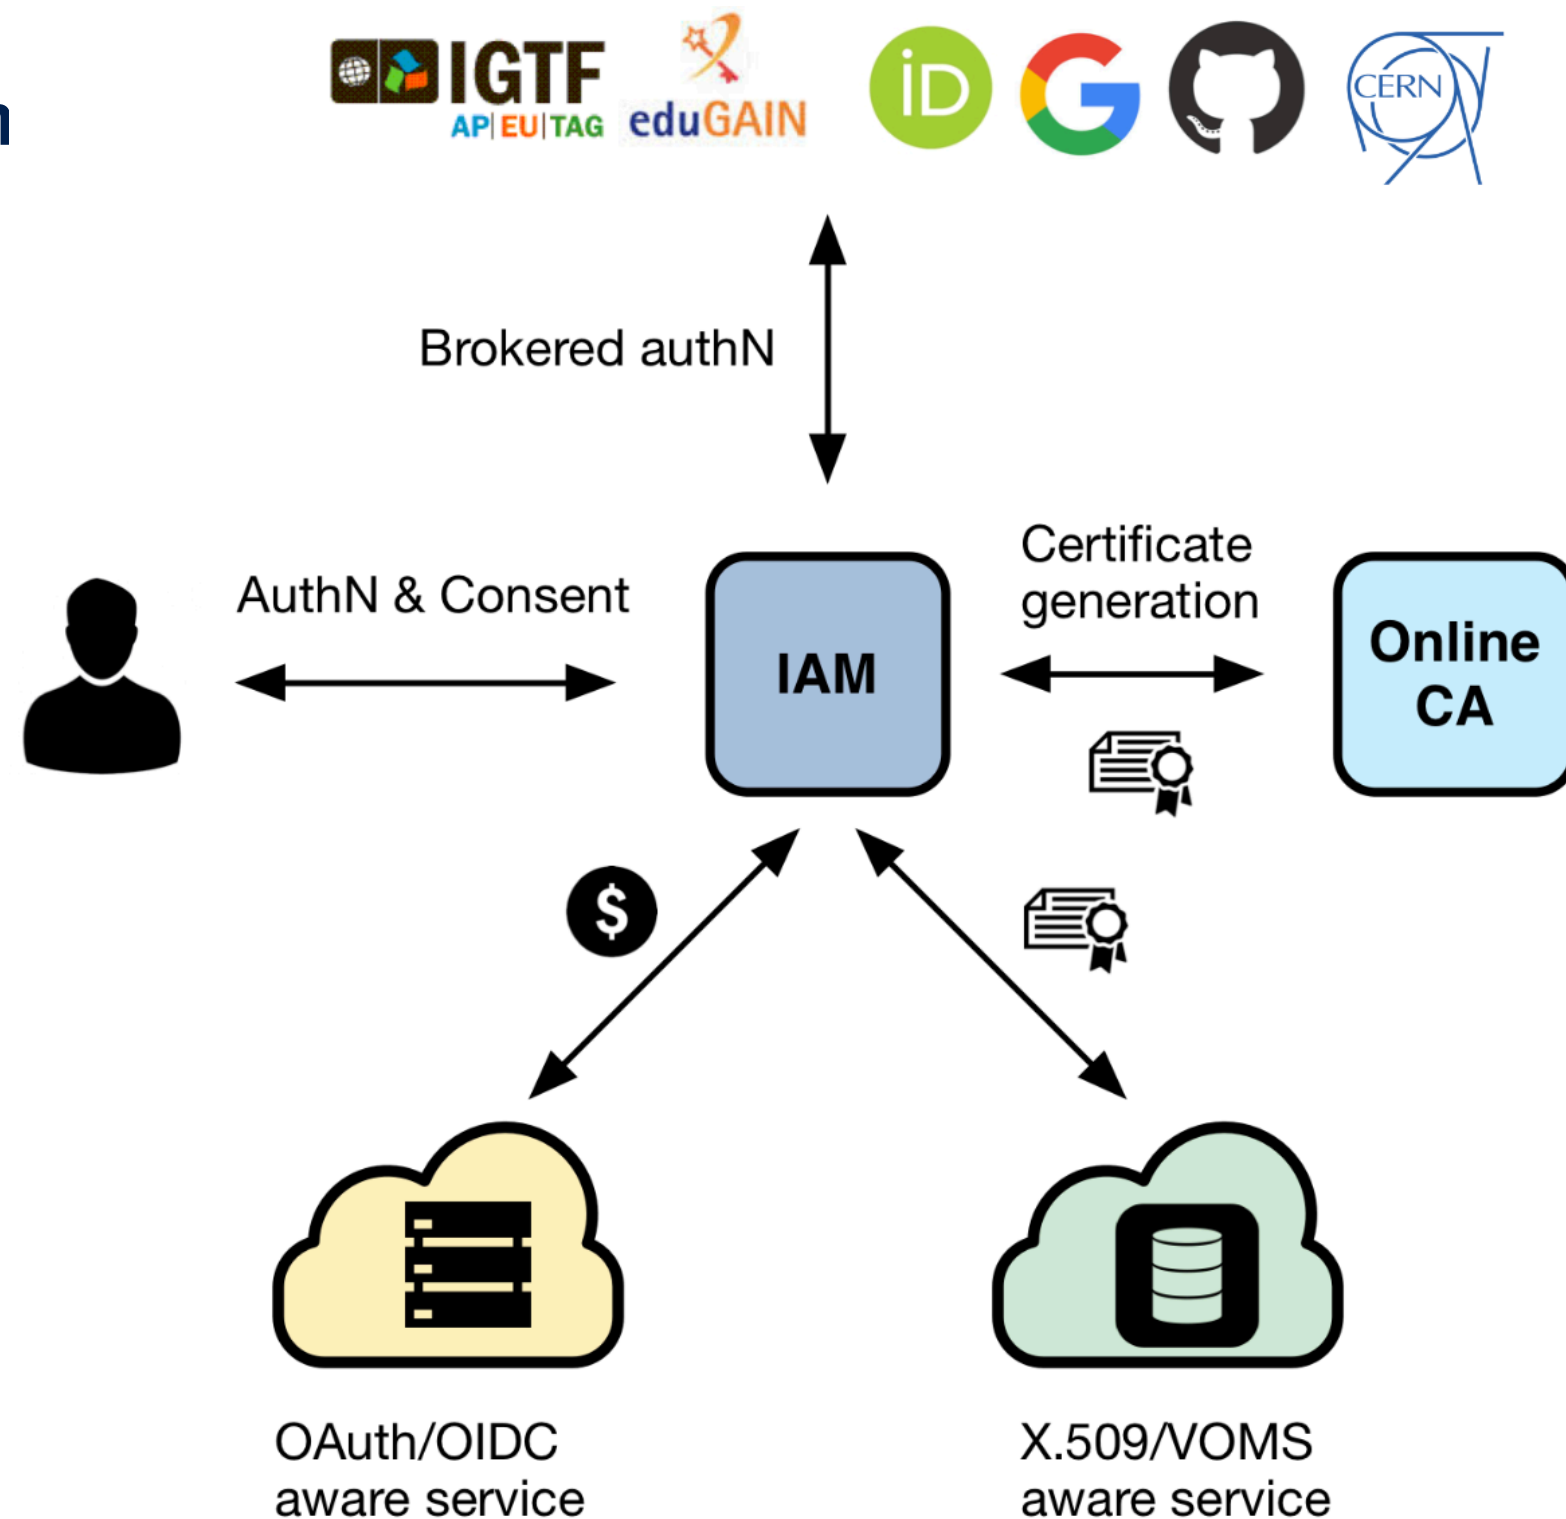 IGTF
AP|EU|TAG
eduGAIN
iD
G
CERN
Brokered authN
AuthN & Consent
Certificate
generation
IAM
Online
CA
$
OAuth/OIDC
aware service
X.509/VOMS
aware service